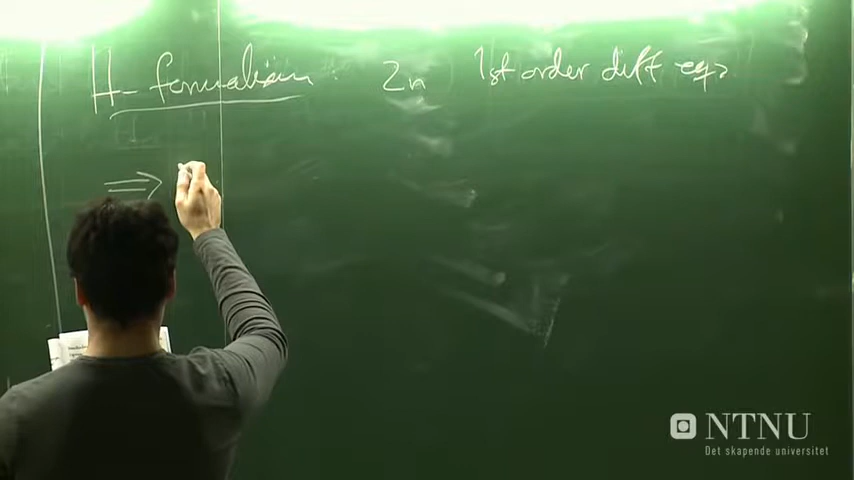 H-formalism: 2n 1st order diff eqs
⇒
NTNU
Det skapende universitet